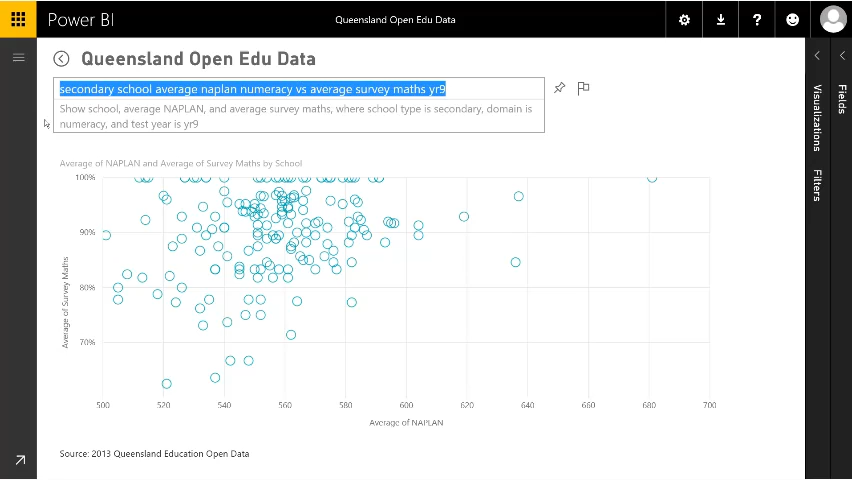 Power BI
Queensland Open Edu Data
?
Queensland Open Edu Data
secondary school average naplan numeracy vs average survey maths yr9
Show school, average NAPLAN, and average survey maths, where school type is secondary, domain is
numeracy, and test year is yr9
Visualizations
Filters
Fields
Average of NAPLAN and Average of Survey Maths by School
100%
90%
80%
70%
Average of Survey Maths
500 520 540 560 580 600 620 640 660 680 700
Average of NAPLAN
Source: 2013 Queensland Education Open Data